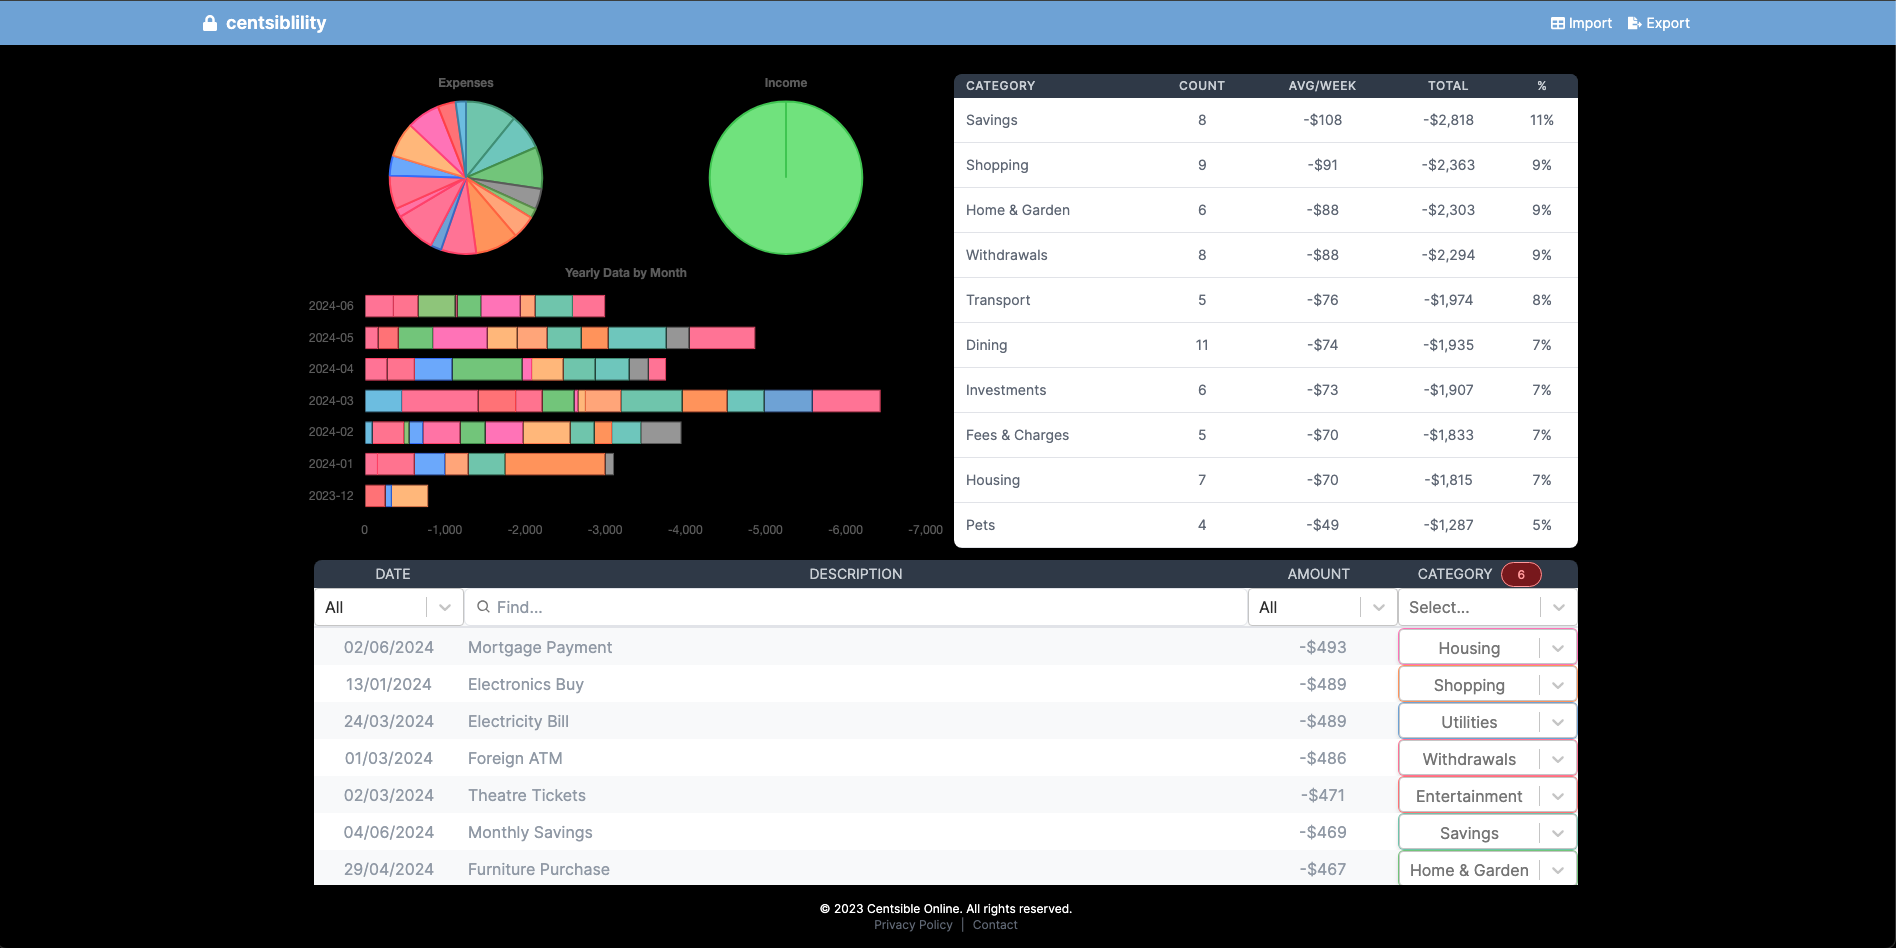 centsiblility
Import Export
Expenses
Income
Yearly Data by Month
2024-06
2024-05
2024-04
2024-03
2024-02
2024-01
2023-12
0 -1,000 -2,000 -3,000 -4,000 -5,000 -6,000 -7,000
CATEGORY COUNT AVG/WEEK TOTAL %
Savings 8 -$108 -$2,818 11%
Shopping 9 -$91 -$2,363 9%
Home & Garden 6 -$88 -$2,303 9%
Withdrawals 8 -$88 -$2,294 9%
Transport 5 -$76 -$1,974 8%
Dining 11 -$74 -$1,935 7%
Investments 6 -$73 -$1,907 7%
Fees & Charges 5 -$70 -$1,833 7%
Housing 7 -$70 -$1,815 7%
Pets 4 -$49 -$1,287 5%
DATE DESCRIPTION AMOUNT CATEGORY 6
All Find... All Select...
02/06/2024 Mortgage Payment -$493 Housing
13/01/2024 Electronics Buy -$489 Shopping
24/03/2024 Electricity Bill -$489 Utilities
01/03/2024 Foreign ATM -$486 Withdrawals
02/03/2024 Theatre Tickets -$471 Entertainment
04/06/2024 Monthly Savings -$469 Savings
29/04/2024 Furniture Purchase -$467 Home & Garden
© 2023 Centsible Online. All rights reserved.
Privacy Policy | Contact